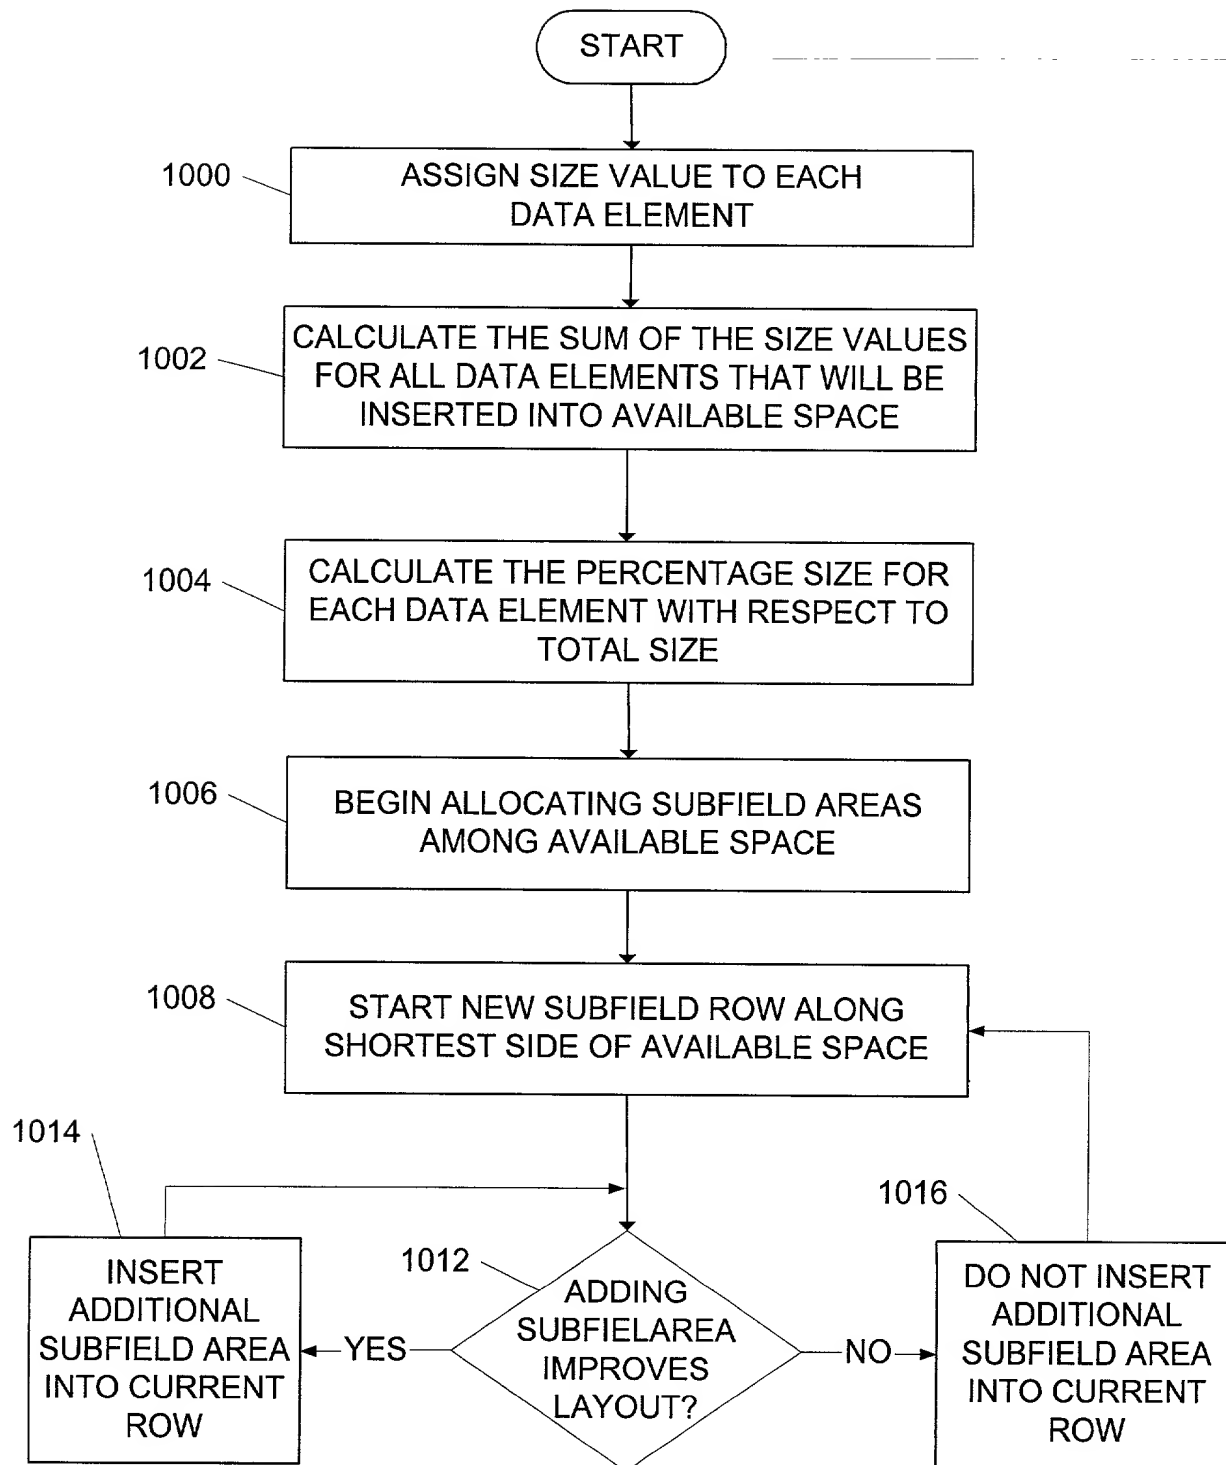 START
1000
ASSIGN SIZE VALUE TO EACH
DATA ELEMENT
1002
CALCULATE THE SUM OF THE SIZE VALUES
FOR ALL DATA ELEMENTS THAT WILL BE
INSERTED INTO AVAILABLE SPACE
1004
CALCULATE THE PERCENTAGE SIZE FOR
EACH DATA ELEMENT WITH RESPECT TO
TOTAL SIZE
1006
BEGIN ALLOCATING SUBFIELD AREAS
AMONG AVAILABLE SPACE
1008
START NEW SUBFIELD ROW ALONG
SHORTEST SIDE OF AVAILABLE SPACE
1014
INSERT
ADDITIONAL
SUBFIELD AREA
INTO CURRENT
ROW
YES
1012
ADDING
SUBFIELAREA
IMPROVES
LAYOUT?
NO
1016
DO NOT INSERT
ADDITIONAL
SUBFIELD AREA
INTO CURRENT
ROW